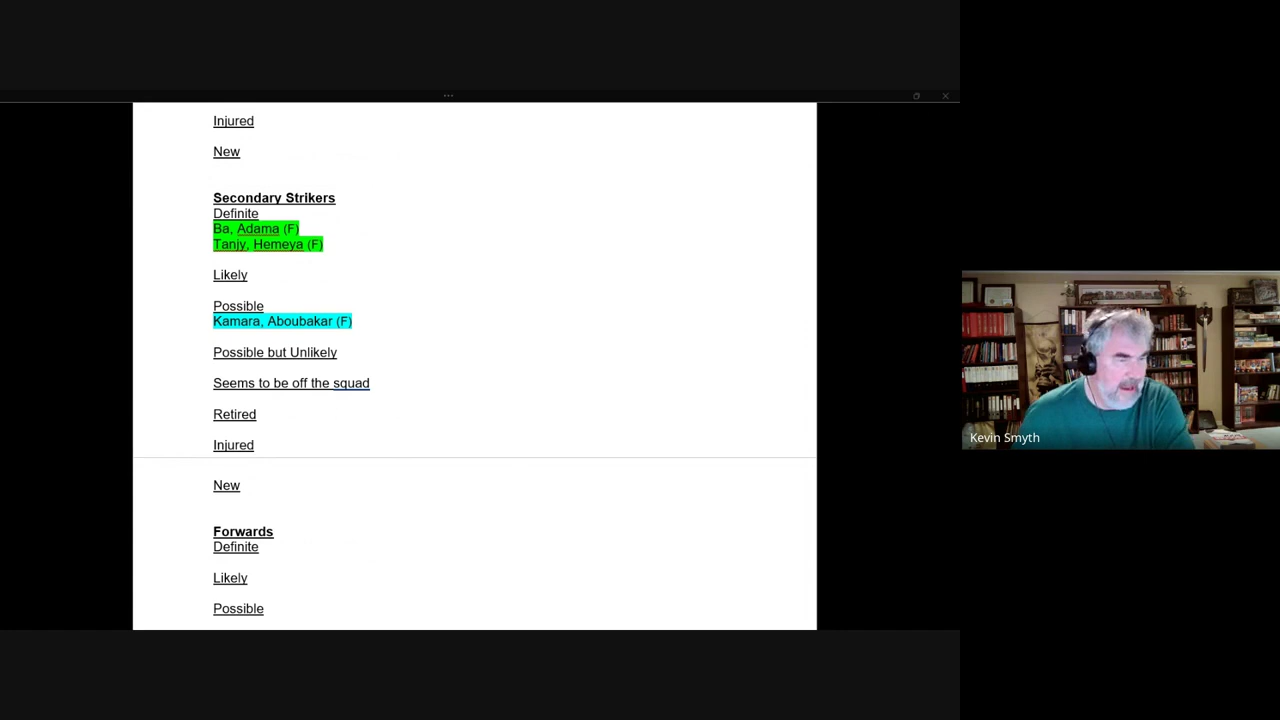 Injured
New
Secondary Strikers
Definite
Ba, Adama (F)
Tanjy, Hemeya (F)
Likely
Possible
Kamara, Aboubakar (F)
Possible but Unlikely
Seems to be off the squad
Retired
Injured
New
Forwards
Definite
Likely
Possible
Kevin Smyth